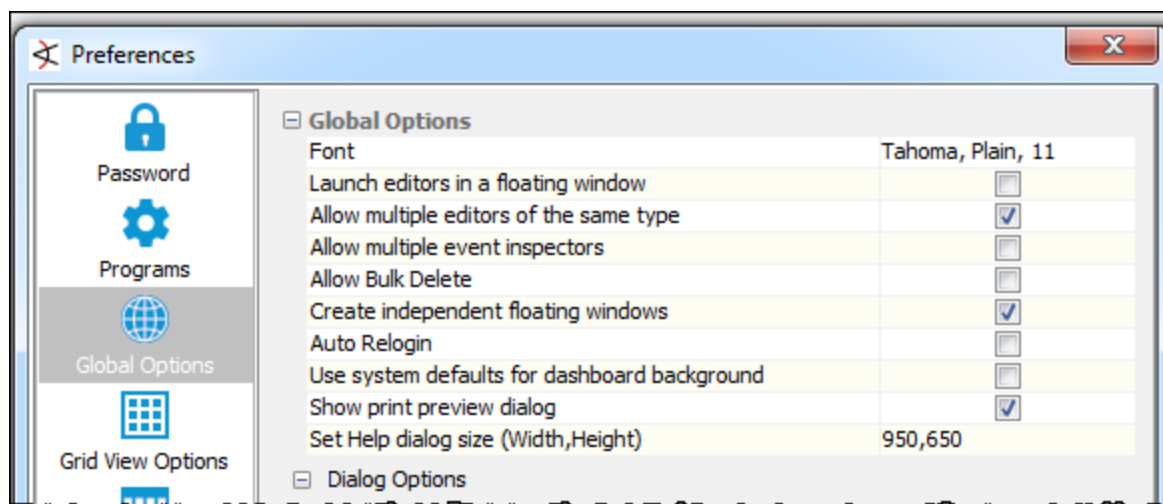 Preferences
Password
Programs
Global Options
Grid View Options
Global Options
Font Tahoma, Plain, 11
Launch editors in a floating window
Allow multiple editors of the same type
Allow multiple event inspectors
Allow Bulk Delete
Create independent floating windows
Auto Relogin
Use system defaults for dashboard background
Show print preview dialog
Set Help dialog size (Width,Height) 950,650
Dialog Options